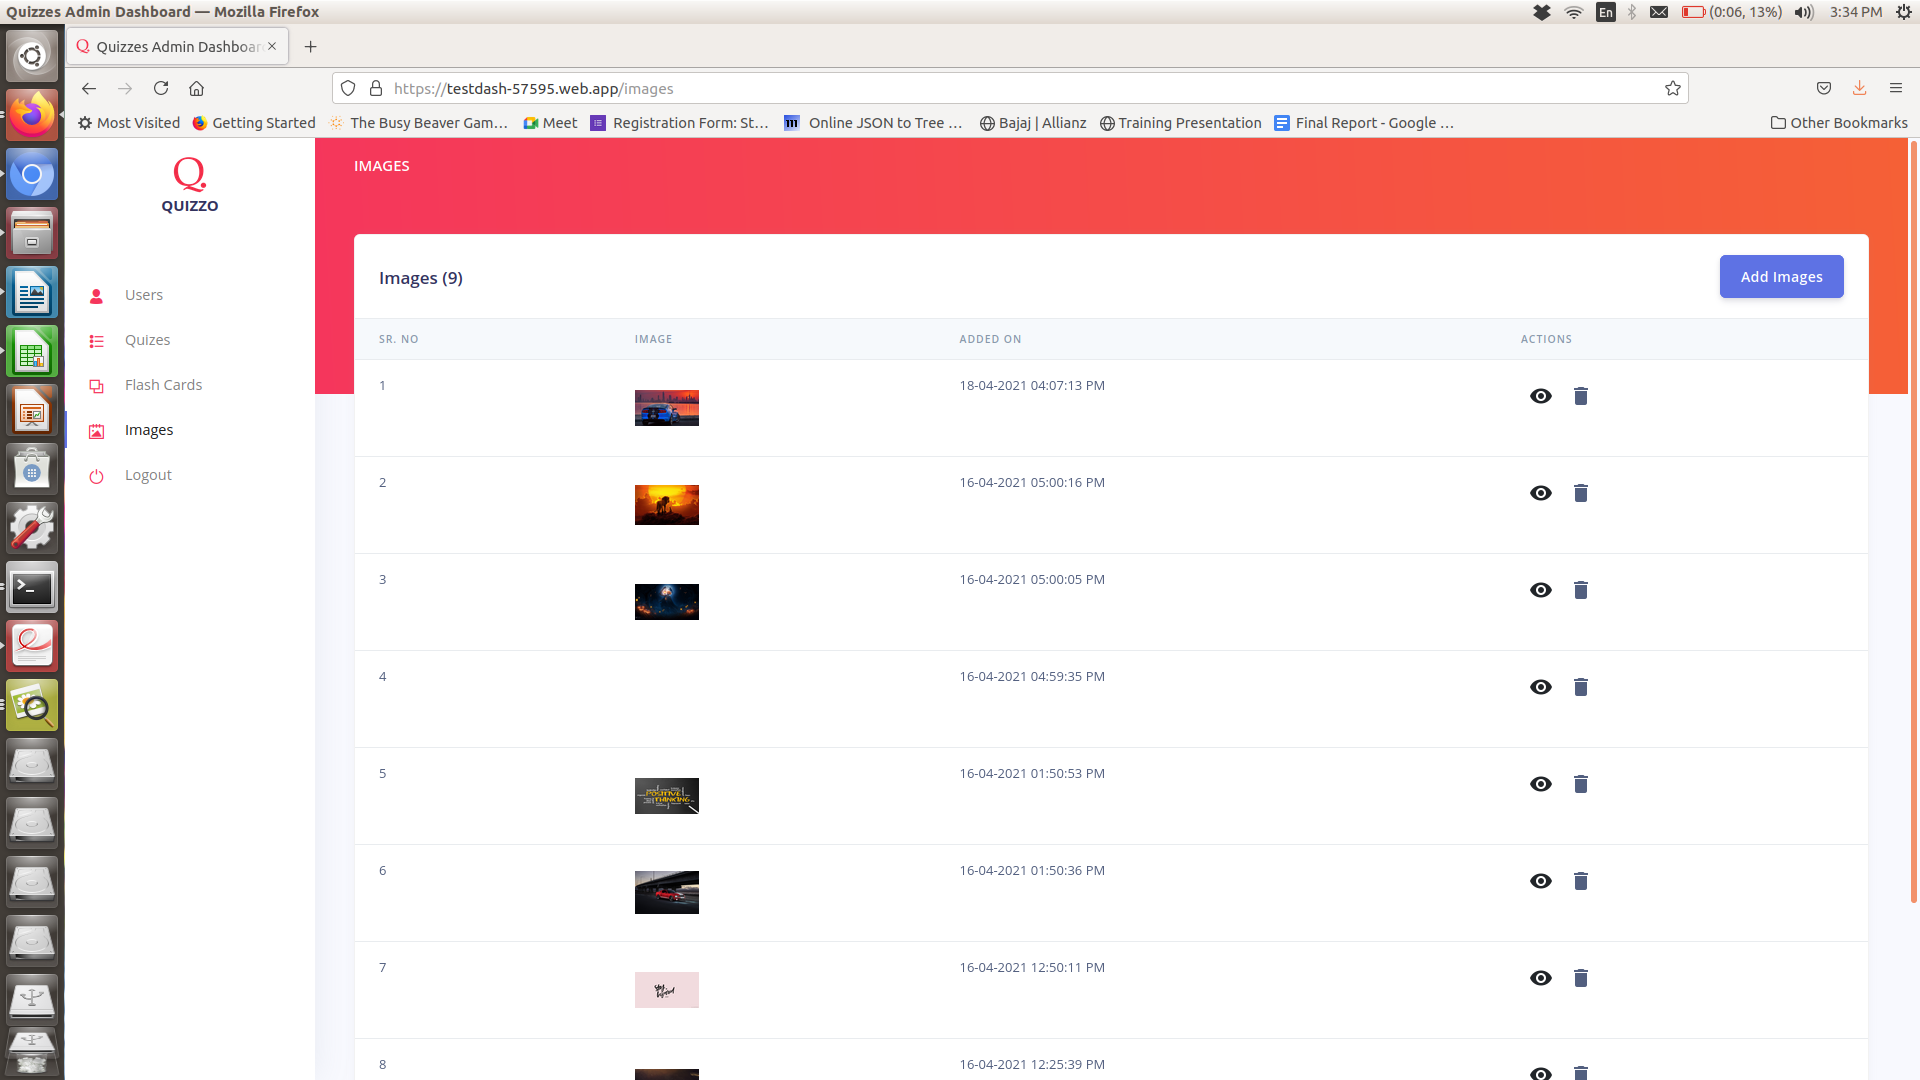 Quizzes Admin Dashboard — Mozilla Firefox
En (0:06, 13%) 3:34 PM
Quizzes Admin Dashboar
https://testdash-57595.web.app/images
Most Visited Getting Started The Busy Beaver Gam... Meet Registration Form: St... Online JSON to Tree ... Bajaj | Allianz Training Presentation Final Report - Google ... Other Bookmarks
Q
QUIZZO
Users
Quizes
Flash Cards
Images
Logout
IMAGES
Images (9)
Add Images
SR. NO IMAGE ADDED ON ACTIONS
1 18-04-2021 04:07:13 PM
2 16-04-2021 05:00:16 PM
3 16-04-2021 05:00:05 PM
4 16-04-2021 04:59:35 PM
5 16-04-2021 01:50:53 PM
POSITIVE
THINKING
6 16-04-2021 01:50:36 PM
7 16-04-2021 12:50:11 PM
8 16-04-2021 12:25:39 PM